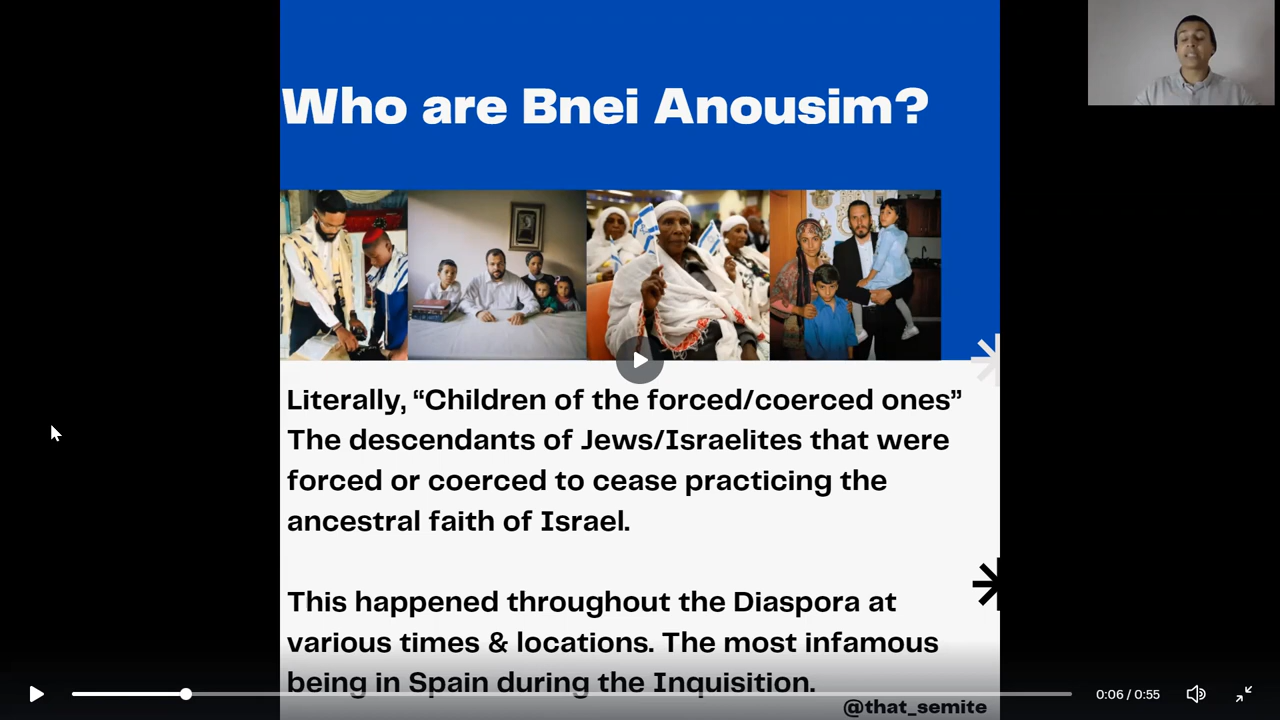 Who are Bnei Anousim?
Literally, “Children of the forced/coerced ones”
The descendants of Jews/Israelites that were
forced or coerced to cease practicing the
ancestral faith of Israel.
This happened throughout the Diaspora at
various times & locations. The most infamous
being in Spain during the Inquisition.
0:06 / 0:55
@that_semite